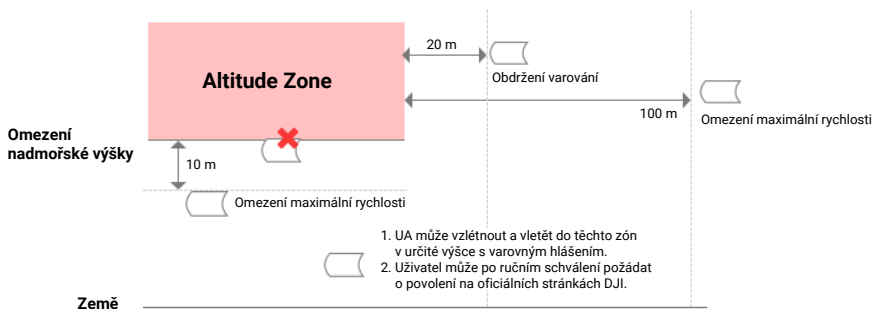 20 m
Obdržení varování
Altitude Zone
100 m
Omezení maximální rychlosti
Omezení
nadmořské výšky
10 m
Omezení maximální rychlosti
1. UA může vzlétnout a vletět do těchto zón
v určité výšce s varovným hlášením.
2. Uživatel může po ručním schválení požádat
o povolení na oficiálních stránkách DJI.
Země